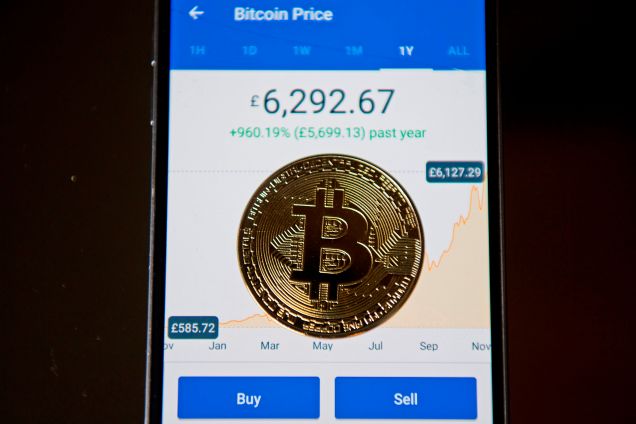 Bitcoin Price
1H 1D 1W 1M 1Y ALL
£6,292.67
+960.19% (£5,699.13) past year
£6,127.29
£585.72
ov Jan Mar May Jul Sep Nov
Buy Sell